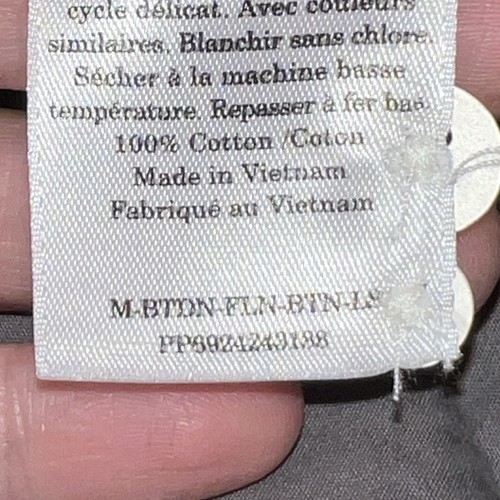 cycle délicat. Avec couleurs
similaires. Blanchir sans chlore.
Sécher à la machine basse
température. Repasser à fer bas.
100% Cotton /Coton
Made in Vietnam
Fabriqué au Vietnam
M-BTDN-FLN-BTN-LS
PP6924243188